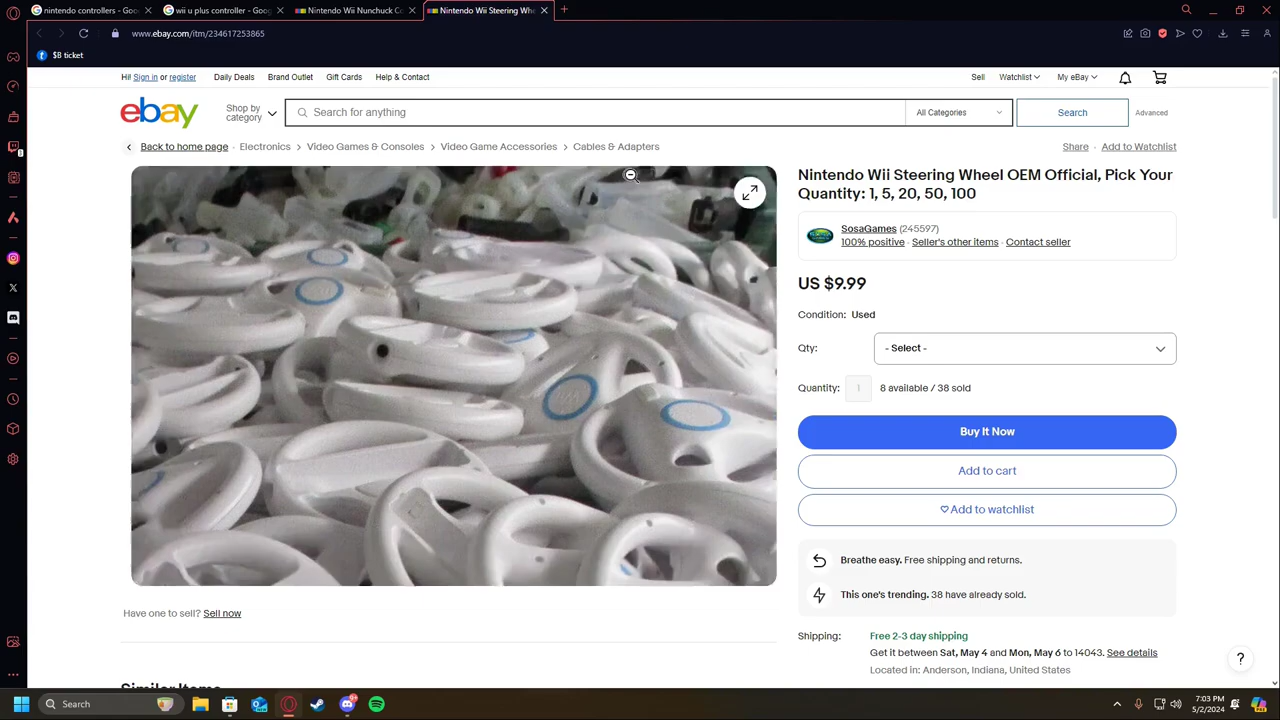 nintendo controllers - Goo
wii u plus controller - Goog
Nintendo Wii Nunchuck Co
Nintendo Wii Steering Whe
www.ebay.com/itm/234617253865
$B ticket
Hi! Sign in or register
Daily Deals
Brand Outlet
Gift Cards
Help & Contact
Sell
Watchlist
My eBay
ebay
Shop by category
Search for anything
All Categories
Search
Advanced
Back to home page
Electronics
Video Games & Consoles
Video Game Accessories
Cables & Adapters
Share
Add to Watchlist
Nintendo Wii Steering Wheel OEM Official, Pick Your
Quantity: 1, 5, 20, 50, 100
SosaGames (245597)
100% positive · Seller's other items · Contact seller
US $9.99
Condition: Used
Qty: - Select -
Quantity: 1 8 available / 38 sold
Buy It Now
Add to cart
Add to watchlist
Breathe easy. Free shipping and returns.
This one's trending. 38 have already sold.
Have one to sell? Sell now
Shipping: Free 2-3 day shipping
Get it between Sat, May 4 and Mon, May 6 to 14043. See details
Located in: Anderson, Indiana, United States
Similar Items
Search
7:03 PM
5/2/2024